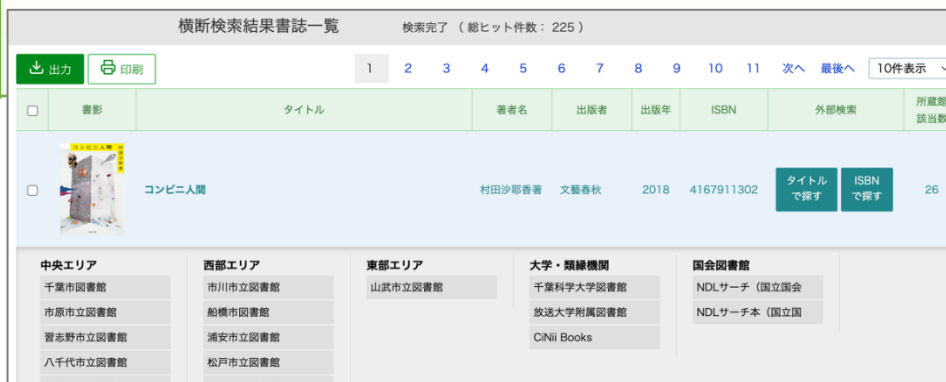 横断検索結果書誌一覧 検索完了 ( 総ヒット件数: 225 )
出力 印刷 1 2 3 4 5 6 7 8 9 10 11 次へ 最後へ 10件表示
書影 タイトル 著者名 出版者 出版年 ISBN 外部検索 所蔵館
該当数
コンビニ人間
コンビニ人間 村田沙耶香著 文藝春秋 2018 4167911302 タイトルで探す ISBNで探す 26
中央エリア 西部エリア 東部エリア 大学・類縁機関 国会図書館
千葉市図書館 市川市立図書館 山武市立図書館 千葉科学大学図書館 NDLサーチ(国立国会
市原市立図書館 船橋市図書館 放送大学附属図書館 NDLサーチ本(国立国
習志野市立図書館 浦安市立図書館 CiNii Books
八千代市立図書館 松戸市立図書館